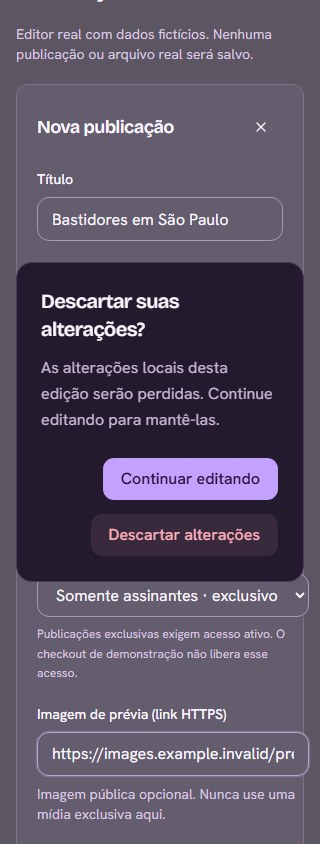 Editor real com dados fictícios. Nenhuma
publicação ou arquivo real será salvo.
Nova publicação
Título
Bastidores em São Paulo
Descartar suas
alterações?
As alterações locais desta
edição serão perdidas. Continue
editando para mantê-las.
Continuar editando
Descartar alterações
Somente assinantes · exclusivo
Publicações exclusivas exigem acesso ativo. O
checkout de demonstração não libera esse
acesso.
Imagem de prévia (link HTTPS)
https://images.example.invalid/pre
Imagem pública opcional. Nunca use uma
mídia exclusiva aqui.